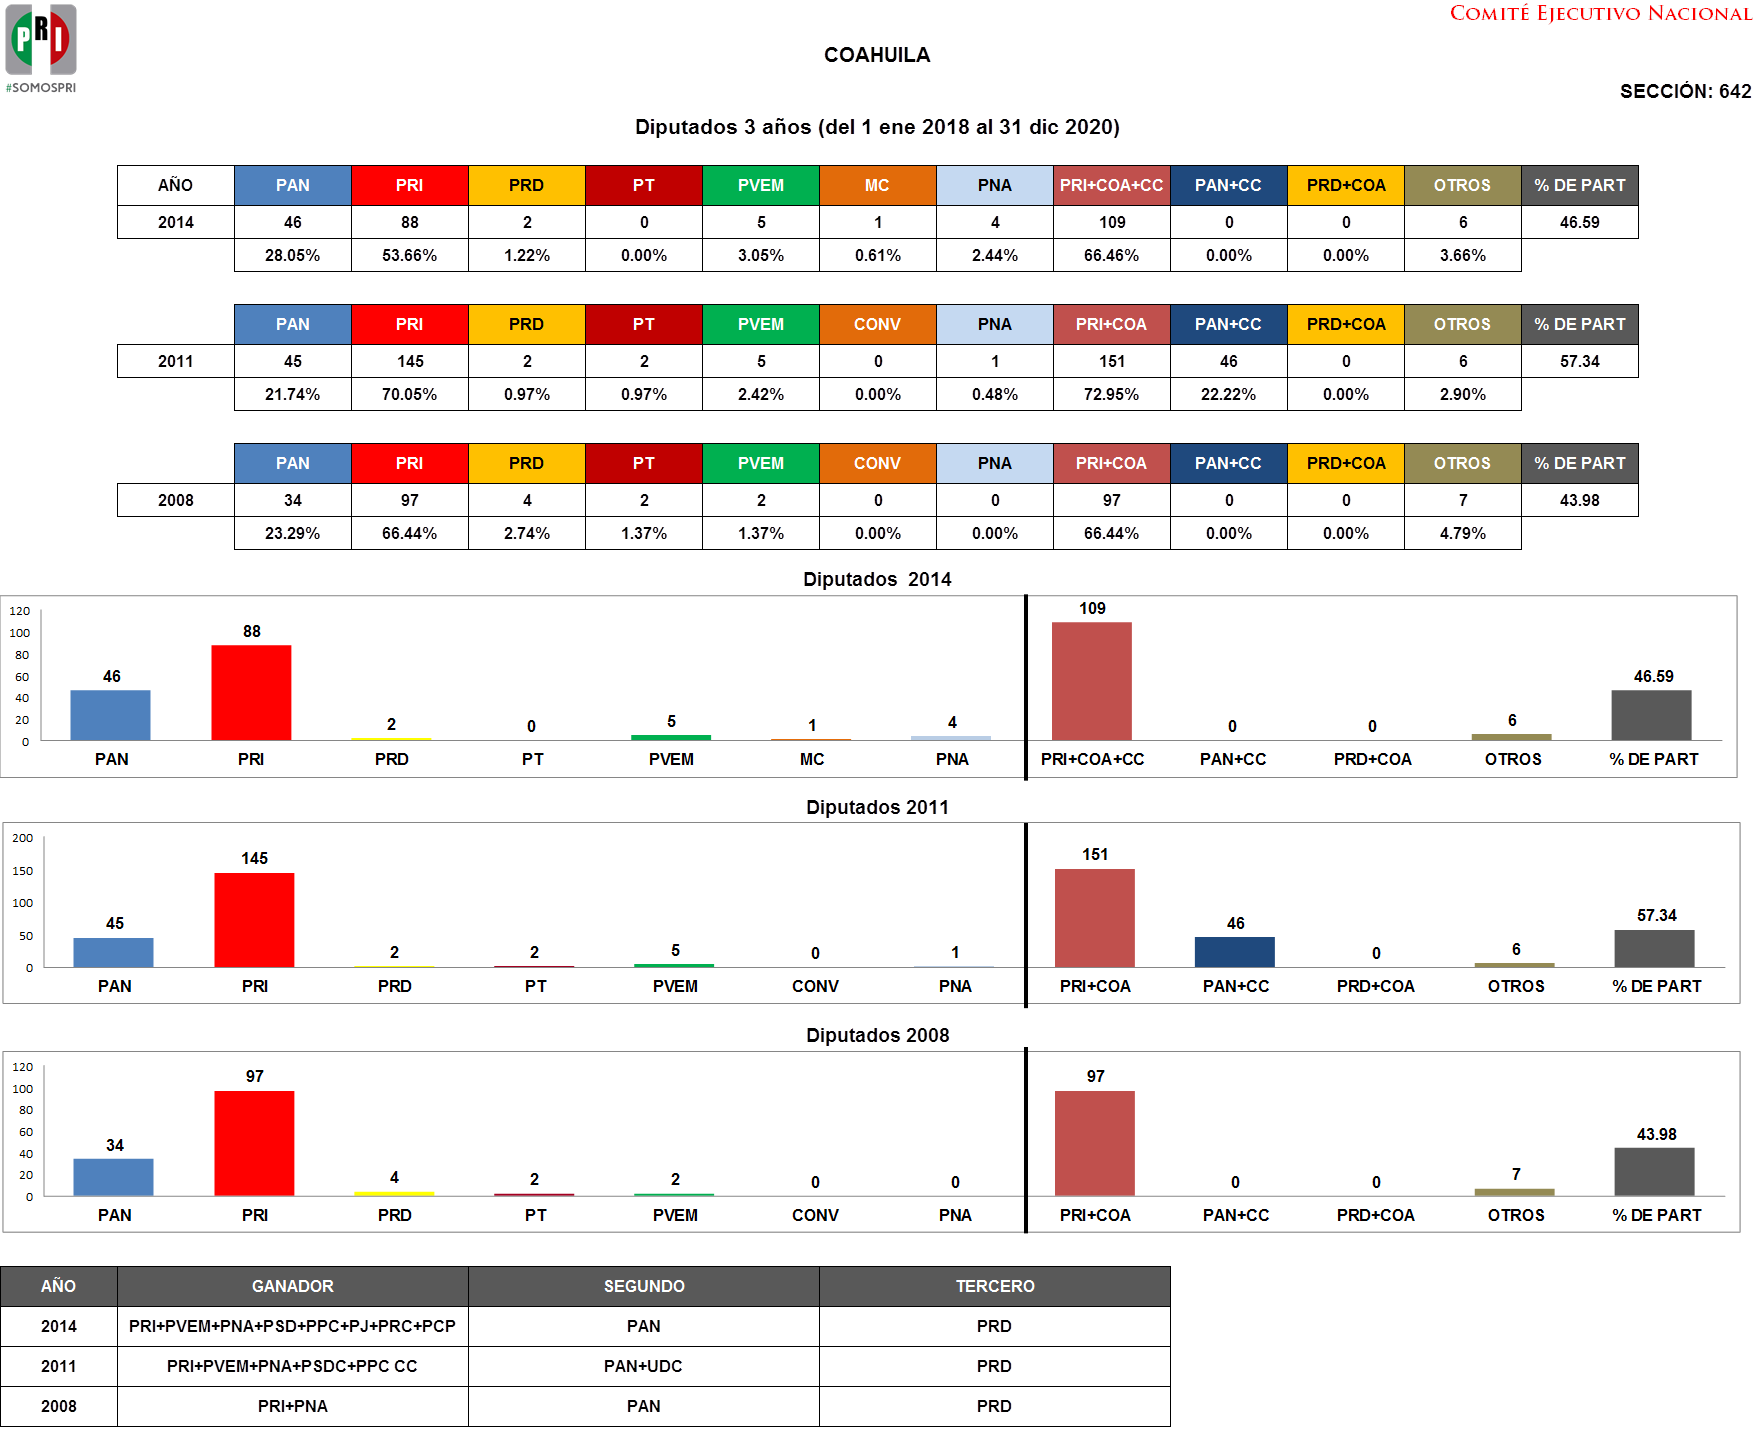 PRI
#SOMOSPRI
COMITÉ EJECUTIVO NACIONAL
COAHUILA
SECCIÓN: 642
Diputados 3 años (del 1 ene 2018 al 31 dic 2020)
AÑO PAN PRI PRD PT PVEM MC PNA PRI+COA+CC PAN+CC PRD+COA OTROS % DE PART
2014 46 88 2 0 5 1 4 109 0 0 6 46.59
28.05% 53.66% 1.22% 0.00% 3.05% 0.61% 2.44% 66.46% 0.00% 0.00% 3.66%
PAN PRI PRD PT PVEM CONV PNA PRI+COA PAN+CC PRD+COA OTROS % DE PART
2011 45 145 2 2 5 0 1 151 46 0 6 57.34
21.74% 70.05% 0.97% 0.97% 2.42% 0.00% 0.48% 72.95% 22.22% 0.00% 2.90%
PAN PRI PRD PT PVEM CONV PNA PRI+COA PAN+CC PRD+COA OTROS % DE PART
2008 34 97 4 2 2 0 0 97 0 0 7 43.98
23.29% 66.44% 2.74% 1.37% 1.37% 0.00% 0.00% 66.44% 0.00% 0.00% 4.79%
Diputados 2014
120
100
80
60
40
20
0
46 88 2 0 5 1 4 109 0 0 6 46.59
PAN PRI PRD PT PVEM MC PNA PRI+COA+CC PAN+CC PRD+COA OTROS % DE PART
Diputados 2011
200
150
100
50
0
45 145 2 2 5 0 1 151 46 0 6 57.34
PAN PRI PRD PT PVEM CONV PNA PRI+COA PAN+CC PRD+COA OTROS % DE PART
Diputados 2008
120
100
80
60
40
20
0
34 97 4 2 2 0 0 97 0 0 7 43.98
PAN PRI PRD PT PVEM CONV PNA PRI+COA PAN+CC PRD+COA OTROS % DE PART
AÑO GANADOR SEGUNDO TERCERO
2014 PRI+PVEM+PNA+PSD+PPC+PJ+PRC+PCP PAN PRD
2011 PRI+PVEM+PNA+PSDC+PPC CC PAN+UDC PRD
2008 PRI+PNA PAN PRD